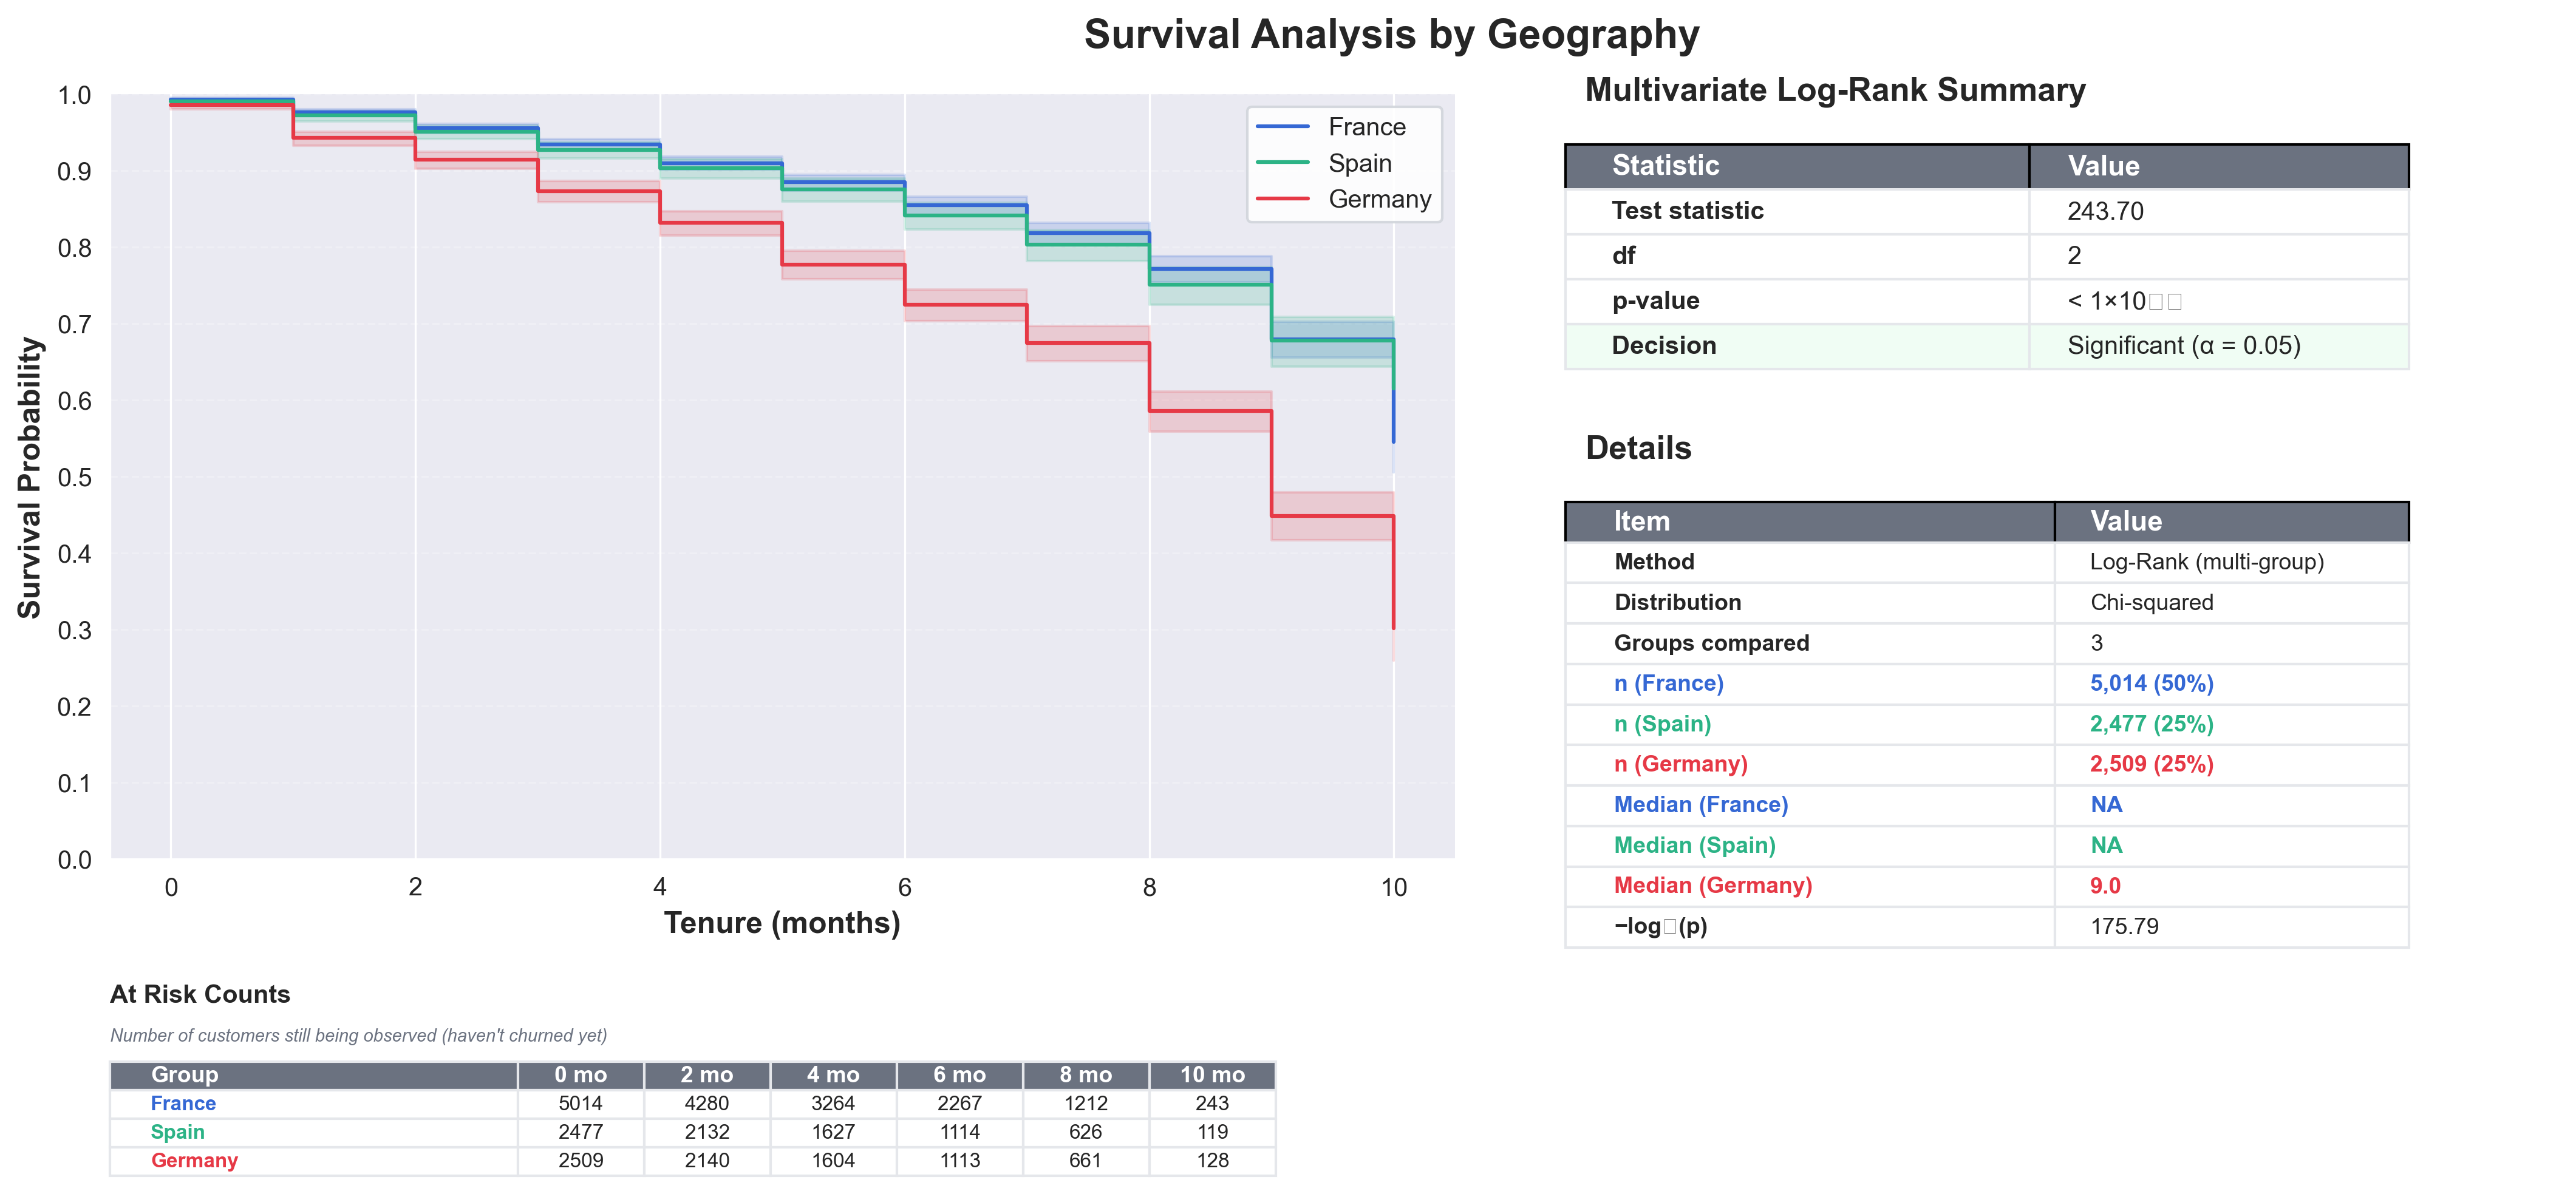 Survival Analysis by Geography
1.0
0.9
0.8
0.7
0.6
0.5
0.4
0.3
0.2
0.1
0.0
Survival Probability
0 2 4 6 8 10
Tenure (months)
France
Spain
Germany
Multivariate Log-Rank Summary
Statistic Value
Test statistic 243.70
df 2
p-value < 1×10□□
Decision Significant (α = 0.05)
Details
Item Value
Method Log-Rank (multi-group)
Distribution Chi-squared
Groups compared 3
n (France) 5,014 (50%)
n (Spain) 2,477 (25%)
n (Germany) 2,509 (25%)
Median (France) NA
Median (Spain) NA
Median (Germany) 9.0
−log□(p) 175.79
At Risk Counts
Number of customers still being observed (haven't churned yet)
Group 0 mo 2 mo 4 mo 6 mo 8 mo 10 mo
France 5014 4280 3264 2267 1212 243
Spain 2477 2132 1627 1114 626 119
Germany 2509 2140 1604 1113 661 128